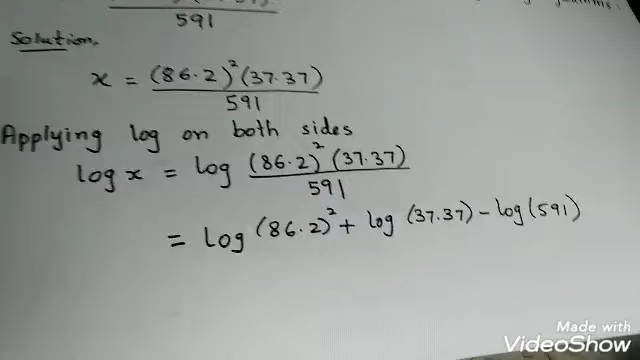 591
Solution.
x = (86.2)² (37.37)
591
Applying log on both sides
log x = log (86.2)² (37.37)
591
= log (86.2)² + log (37.37) - log (591)
Made with
VideoShow